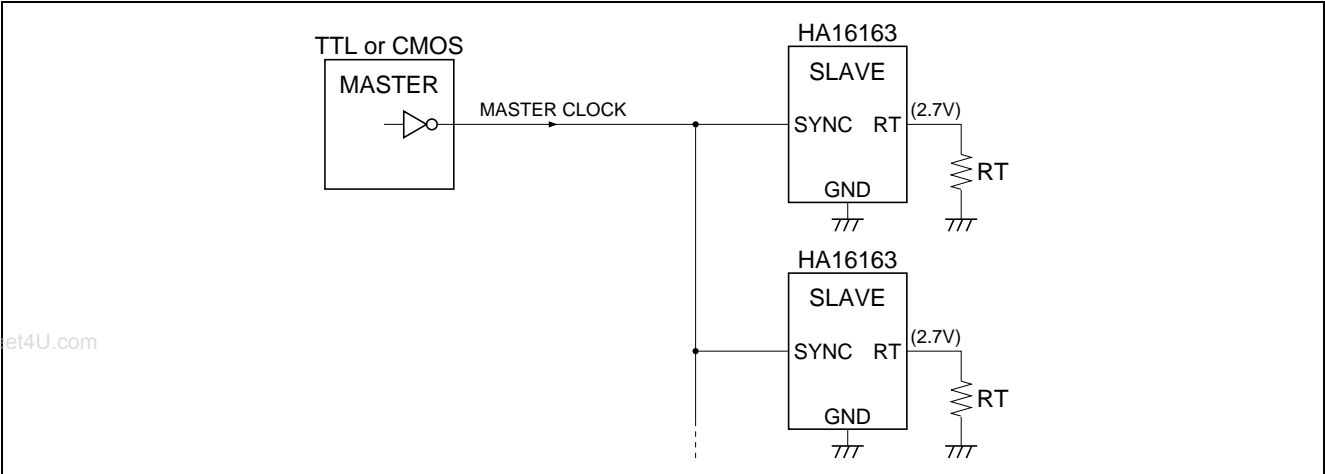 TTL or CMOS
MASTER
MASTER CLOCK
HA16163
SLAVE
SYNC RT
(2.7V)
RT
GND
HA16163
SLAVE
SYNC RT
(2.7V)
RT
GND
et4U.com